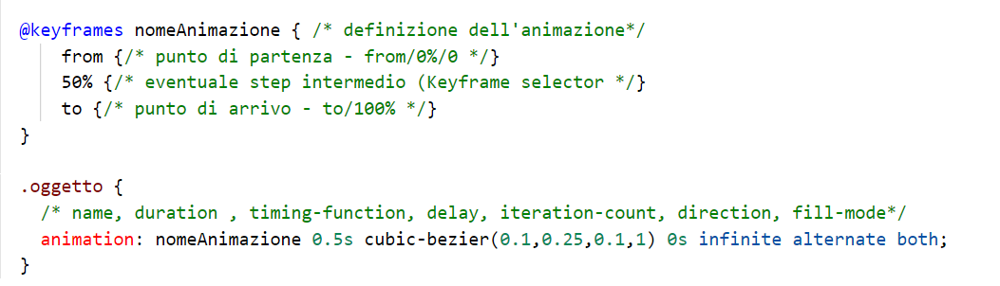 @keyframes nomeAnimazione { /* definizione dell'animazione*/
from {/* punto di partenza - from/0%/0 */}
50% {/* eventuale step intermedio (Keyframe selector */}
to {/* punto di arrivo - to/100% */}
}
.oggetto {
/* name, duration , timing-function, delay, iteration-count, direction, fill-mode*/
animation: nomeAnimazione 0.5s cubic-bezier(0.1,0.25,0.1,1) 0s infinite alternate both;
}